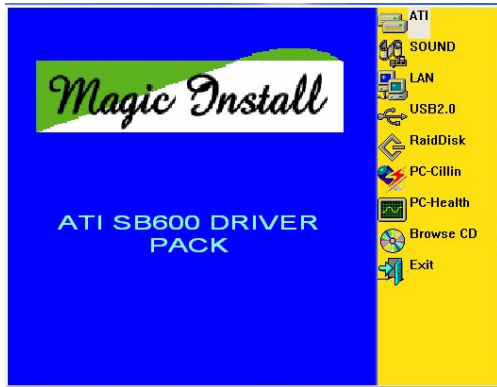 Magic Install
ATI SB600 DRIVER
PACK
ATI
SOUND
LAN
USB2.0
RaidDisk
PC-Cillin
PC-Health
Browse CD
Exit